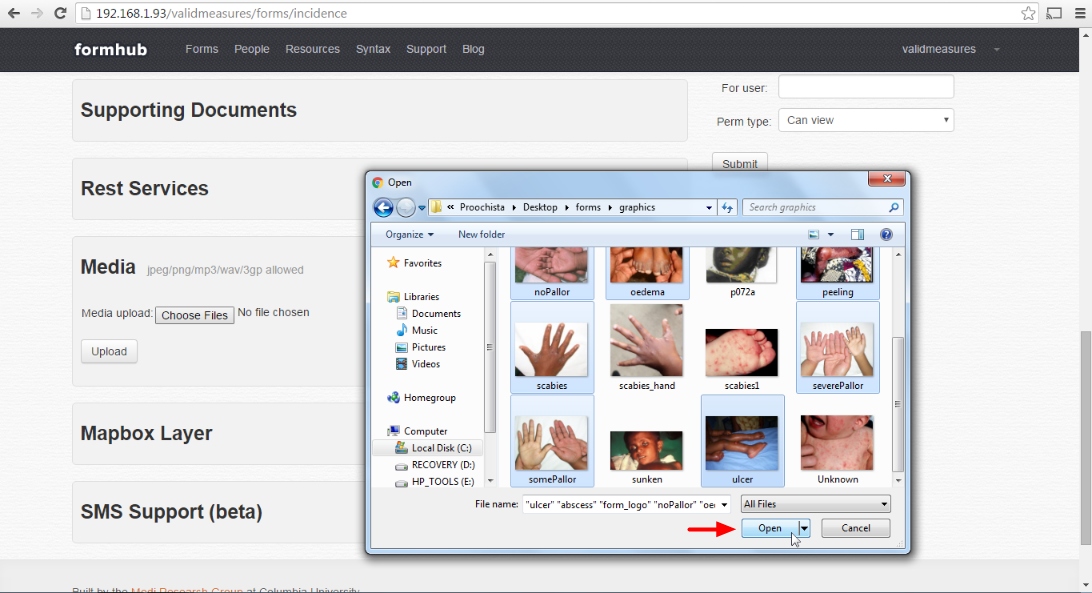 192.168.1.93/validmeasures/forms/incidence
formhub Forms People Resources Syntax Support Blog validmeasures
For user:
Supporting Documents
Perm type: Can view
Submit
Rest Services
Open
« Proochista Desktop forms graphics Search graphics
Organize New folder
Media jpeg/png/mp3/wav/3gp allowed
Media upload: Choose Files No file chosen
Upload
Favorites
Libraries
Documents
Music
Pictures
Videos
Homegroup
Computer
Local Disk (C:)
RECOVERY (D:)
HP_TOOLS (E:)
noPallor oedema p072a peeling
scabies scabies_hand scabies1 severePallor
somePallor sunken ulcer Unknown
Mapbox Layer
File name: "ulcer" "abscess" "form_logo" "noPallor" "oe All Files
Open Cancel
SMS Support (beta)
Built by the Modi Research Group at Columbia University